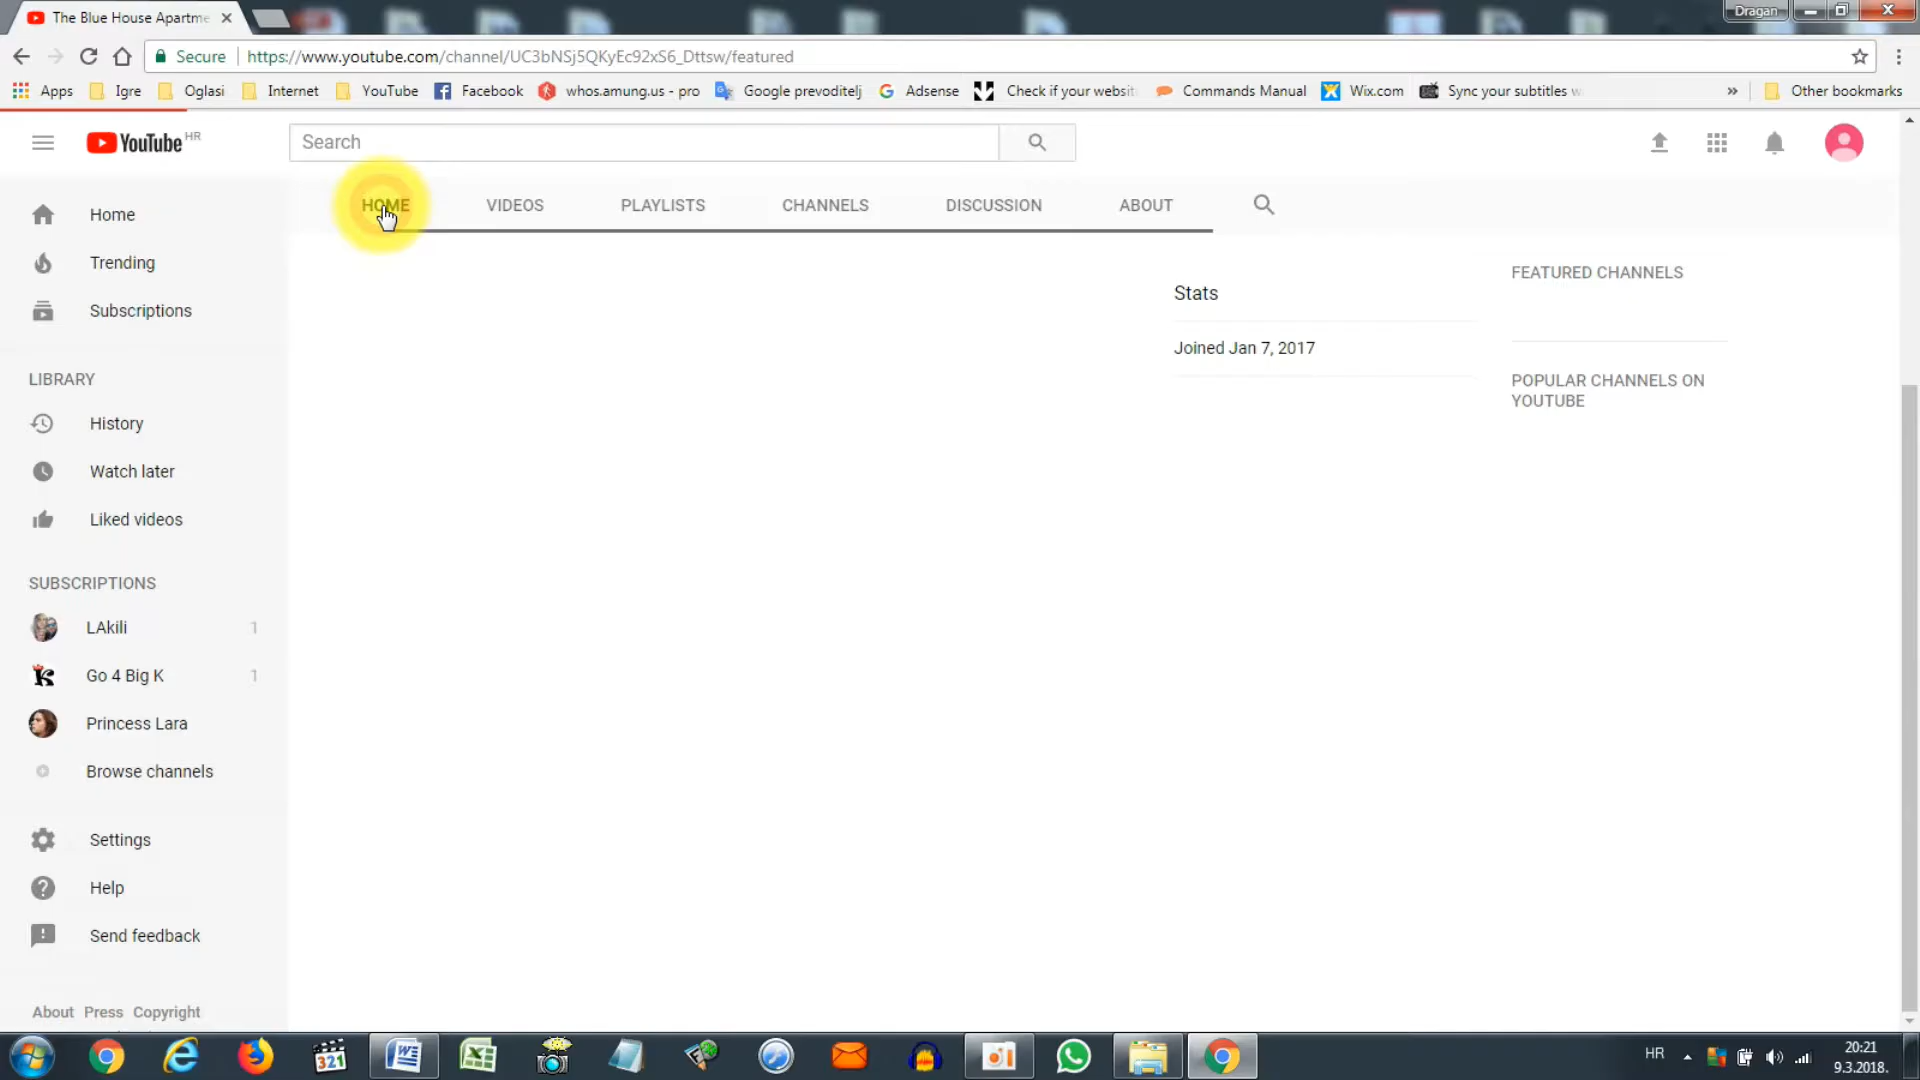 The Blue House Apartme
Dragan
Secure
https://www.youtube.com/channel/UC3bNSj5QKyEc92xS6_Dttsw/featured
Apps Igre Oglasi Internet YouTube Facebook whos.amung.us - pro Google prevoditelj Adsense Check if your websit Commands Manual Wix.com Sync your subtitles w » Other bookmarks
YouTube HR
Search
HOME VIDEOS PLAYLISTS CHANNELS DISCUSSION ABOUT
Home
Trending
Subscriptions
LIBRARY
History
Watch later
Liked videos
SUBSCRIPTIONS
LAkili 1
Go 4 Big K 1
Princess Lara
Browse channels
Settings
Help
Send feedback
About Press Copyright
Stats
Joined Jan 7, 2017
FEATURED CHANNELS
POPULAR CHANNELS ON
YOUTUBE
321
HR
20:21
9.3.2018.